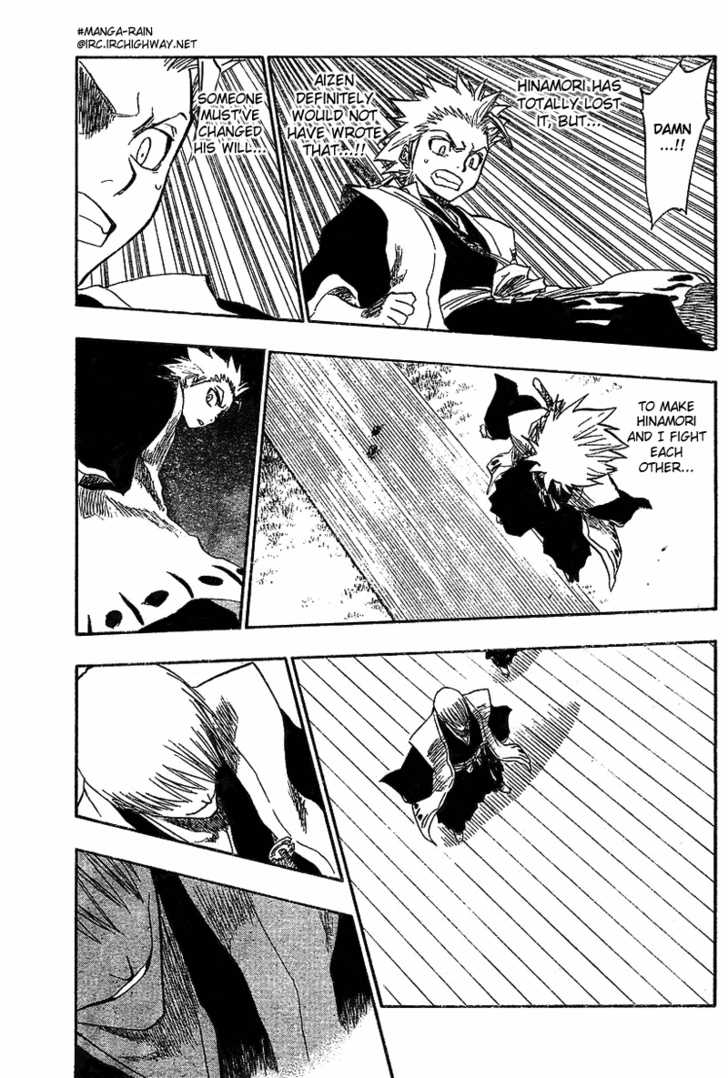 #MANGA-RAIN
@IRC.IRCHIGHWAY.NET
DAMN
...!!
HINAMORI HAS
TOTALLY LOST
IT, BUT...
AIZEN
DEFINITELY
WOULD NOT
HAVE WROTE
THAT...!!
SOMEONE
MUST'VE
CHANGED
HIS WILL...
TO MAKE
HINAMORI
AND I FIGHT
EACH
OTHER...